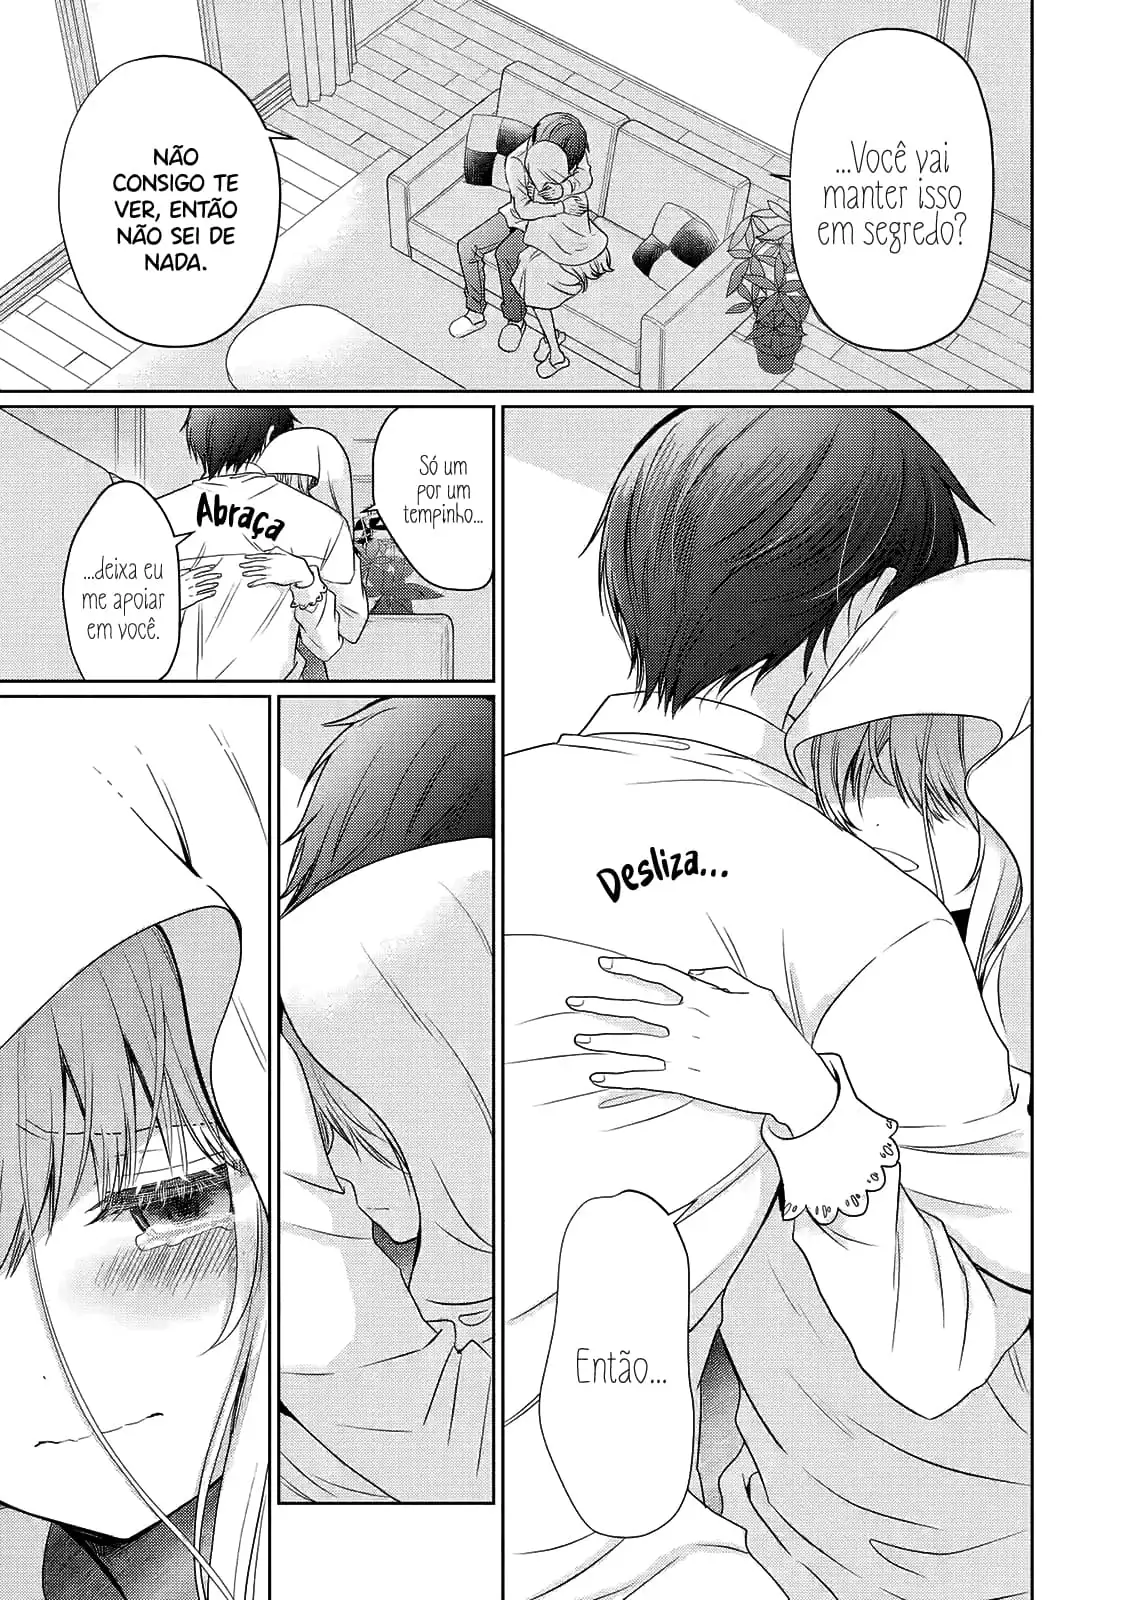 ...Você vai
manter isso
em segredo?
NÃO
CONSIGO TE
VER, ENTÃO
NÃO SEI DE
NADA.
Desliza...
Então...
Só um
por um
tempinho...
Abraça
...deixa eu
me apoiar
em você.